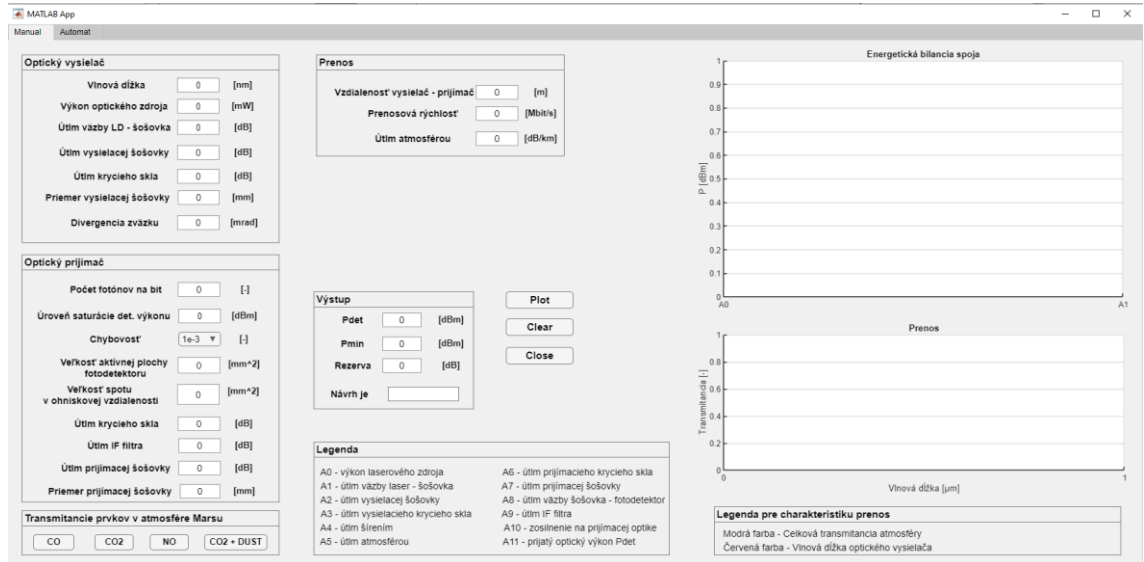 MATLAB App
Manual Automat
Optický vysielač
Vlnová dĺžka 0 [nm]
Výkon optického zdroja 0 [mW]
Útlm väzby LD - šošovka 0 [dB]
Útlm vysielacej šošovky 0 [dB]
Útlm krycieho skla 0 [dB]
Priemer vysielacej šošovky 0 [mm]
Divergencia zväzku 0 [mrad]
Optický prijímač
Počet fotónov na bit 0 [-]
Úroveň saturácie det. výkonu 0 [dBm]
Chybovosť 1e-3 [-]
Veľkosť aktívnej plochy
fotodetektoru 0 [mm^2]
Veľkosť spotu
v ohniskovej vzdialenosti 0 [mm^2]
Útlm krycieho skla 0 [dB]
Útlm IF filtra 0 [dB]
Útlm prijímacej šošovky 0 [dB]
Priemer prijímacej šošovky 0 [mm]
Transmitancie prvkov v atmosfére Marsu
CO CO2 NO CO2 + DUST
Prenos
Vzdialenosť vysielač - prijímač 0 [m]
Prenosová rýchlosť 0 [Mbit/s]
Útlm atmosférou 0 [dB/km]
Výstup
Pdet 0 [dBm]
Pmin 0 [dBm]
Rezerva 0 [dB]
Návrh je
Plot
Clear
Close
Legenda
A0 - výkon laserového zdroja
A1 - útlm väzby laser - šošovka
A2 - útlm vysielacej šošovky
A3 - útlm vysielacieho krycieho skla
A4 - útlm šírením
A5 - útlm atmosférou
A6 - útlm prijímacieho krycieho skla
A7 - útlm prijímacej šošovky
A8 - útlm väzby šošovka - fotodetektor
A9 - útlm IF filtra
A10 - zosilnenie na prijímacej optike
A11 - prijatý optický výkon Pdet
Energetická bilancia spoja
P [dBm]
1
0.9
0.8
0.7
0.6
0.5
0.4
0.3
0.2
0.1
0
A0 A1
Prenos
Transmitancia [-]
1
0.8
0.6
0.4
0.2
0
0 1
Vlnová dĺžka [μm]
Legenda pre charakteristiku prenos
Modrá farba - Celková transmitancia atmosféry
Červená farba - Vlnová dĺžka optického vysielača